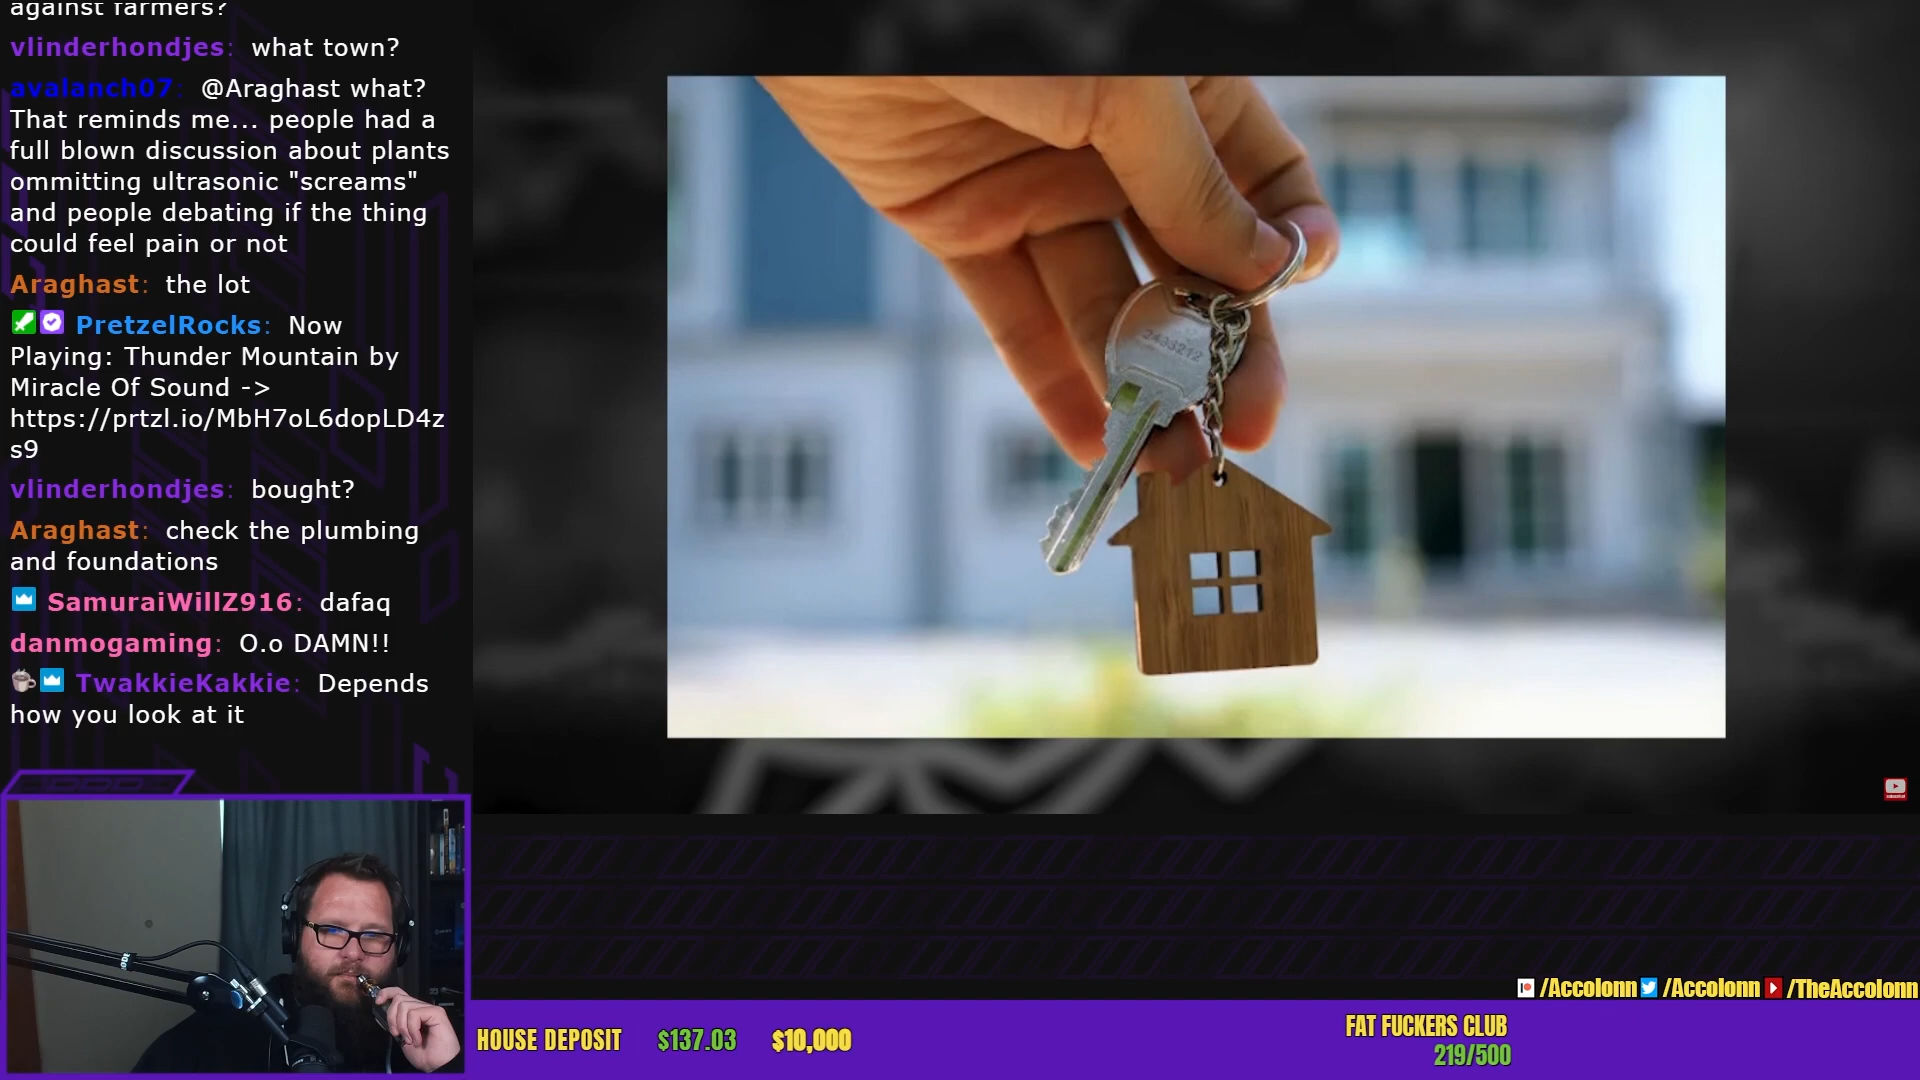 against farmers?
vlinderhondjes: what town?
avalanch07: @Araghast what?
That reminds me... people had a
full blown discussion about plants
ommitting ultrasonic "screams"
and people debating if the thing
could feel pain or not
Araghast: the lot
PretzelRocks: Now
Playing: Thunder Mountain by
Miracle Of Sound ->
https://prtzl.io/MbH7oL6dopLD4z
s9
vlinderhondjes: bought?
Araghast: check the plumbing
and foundations
SamuraiWillZ916: dafaq
danmogaming: O.o DAMN!!
TwakkieKakkie: Depends
how you look at it
2433212
/Accolonn /Accolonn /TheAccolonn
HOUSE DEPOSIT $137.03 $10,000
FAT FUCKERS CLUB
219/500